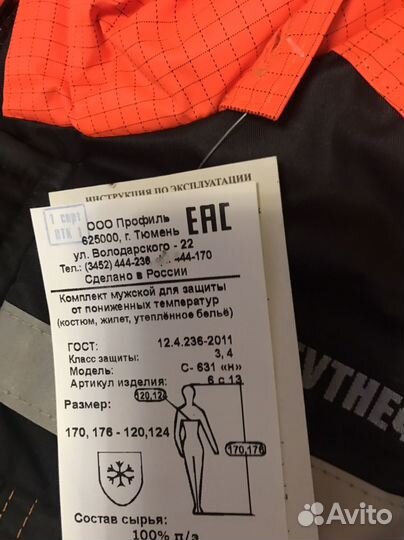 ИНСТРУКЦИЯ ПО ЭКСПЛУАТАЦИИ
1 сорт
ОТК 1
ООО Профиль
ЕАС
625000, г. Тюмень
ул. Володарского - 22
Тел.: (3452) 444-236 444-170
Сделано в России
Комплект мужской для защиты
от пониженных температур
(костюм, жилет, утеплённое бельё)
ГОСТ: 12.4.236-2011
Класс защиты: 3, 4
Модель: С- 631 «н»
Артикул изделия: 6 с 13
Размер: 120,124
170, 176 - 120,124
170,176
Состав сырья:
100% п/э
УТНЕФ
Avito